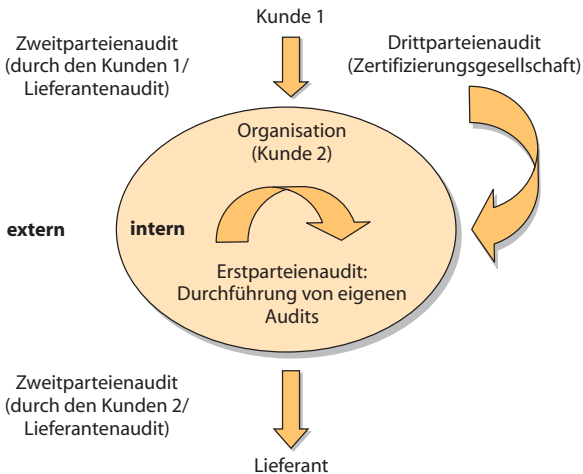 Kunde 1
Zweitparteienaudit
(durch den Kunden 1/
Lieferantenaudit)
Drittparteienaudit
(Zertifizierungsgesellschaft)
Organisation
(Kunde 2)
extern
intern
Erstparteienaudit:
Durchführung von eigenen
Audits
Zweitparteienaudit
(durch den Kunden 2/
Lieferantenaudit)
Lieferant